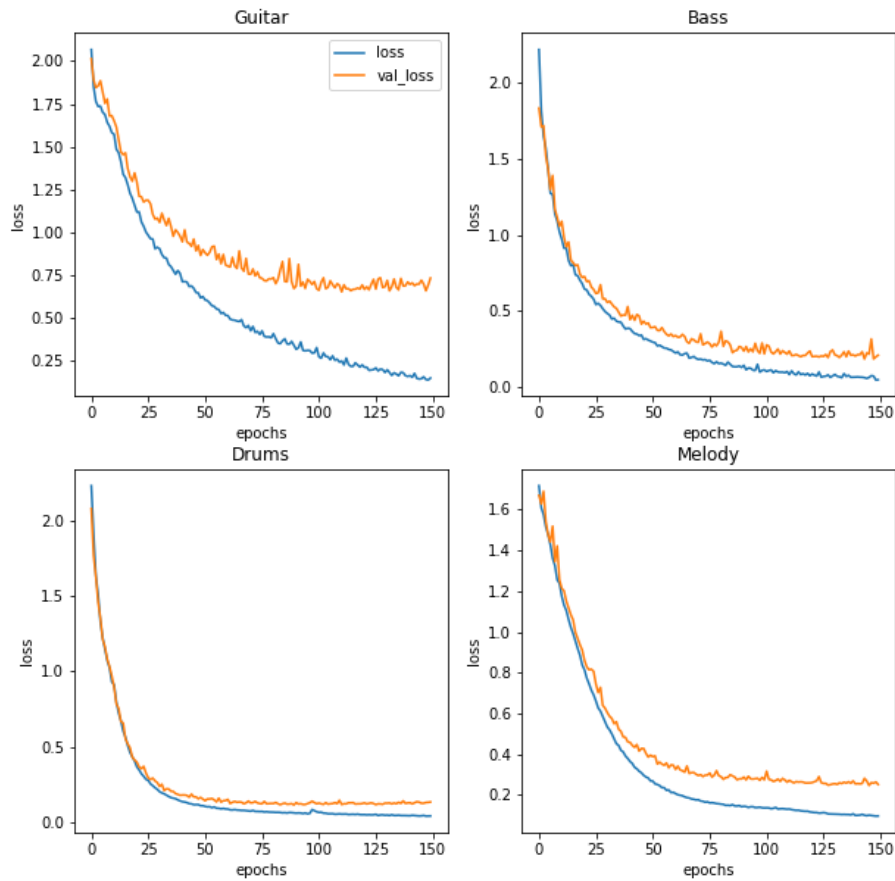 Guitar
loss
val_loss
2.00
1.75
1.50
1.25
1.00
0.75
0.50
0.25
loss
0 25 50 75 100 125 150
epochs
Bass
2.0
1.5
1.0
0.5
0.0
loss
0 25 50 75 100 125 150
epochs
Drums
2.0
1.5
1.0
0.5
0.0
loss
0 25 50 75 100 125 150
epochs
Melody
1.6
1.4
1.2
1.0
0.8
0.6
0.4
0.2
loss
0 25 50 75 100 125 150
epochs